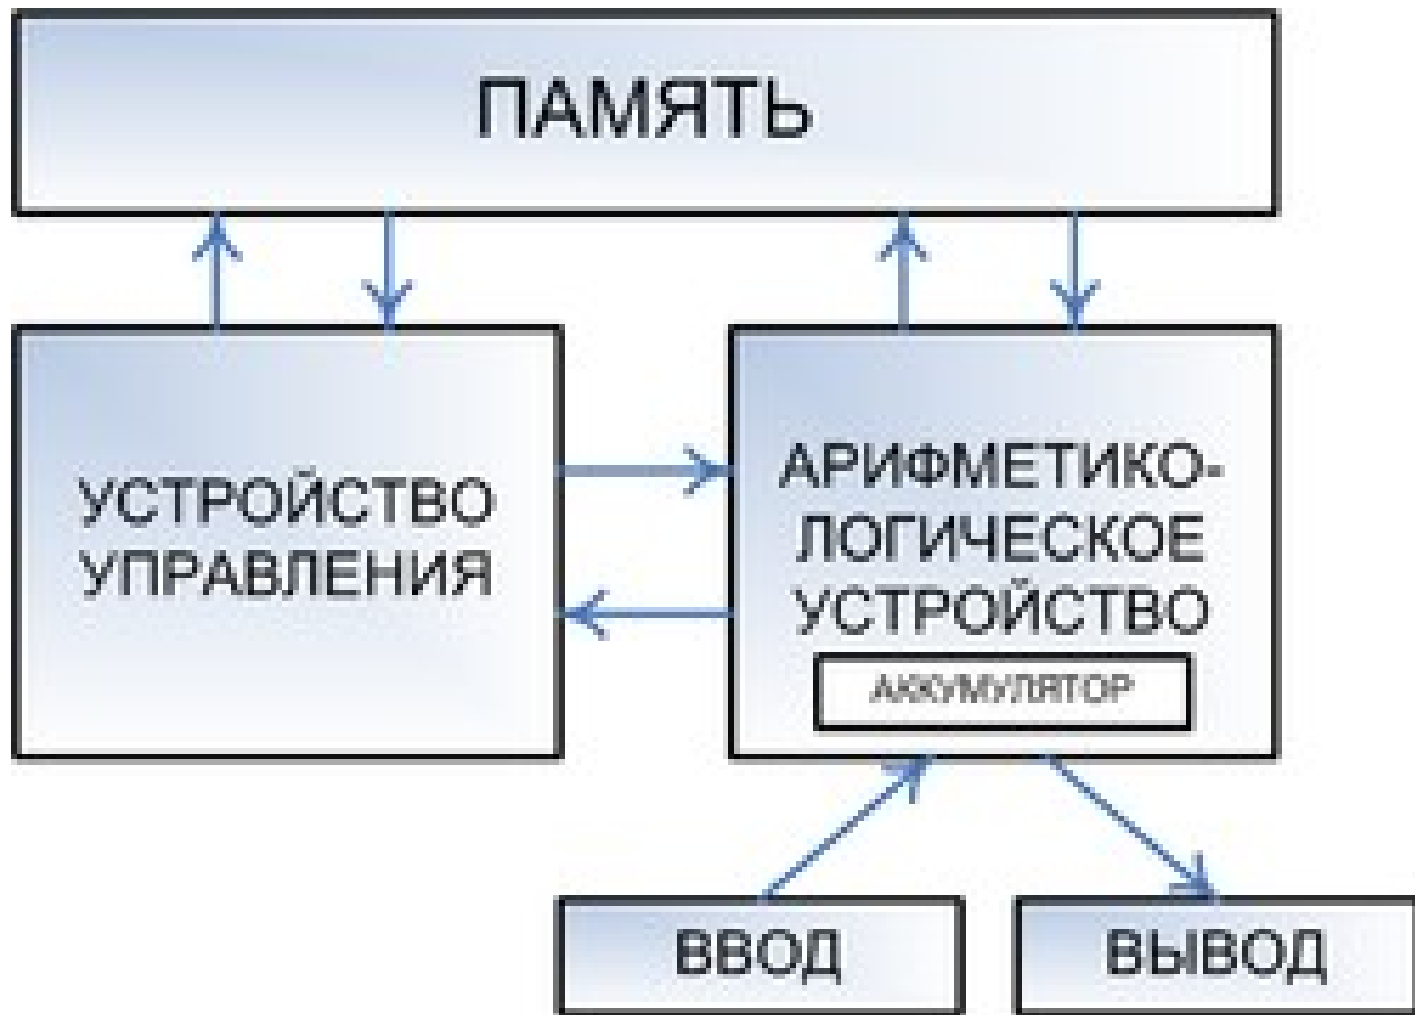 ПАМЯТЬ
УСТРОЙСТВО
УПРАВЛЕНИЯ
АРИФМЕТИКО-
ЛОГИЧЕСКОЕ
УСТРОЙСТВО
АККУМУЛЯТОР
ВВОД
ВЫВОД